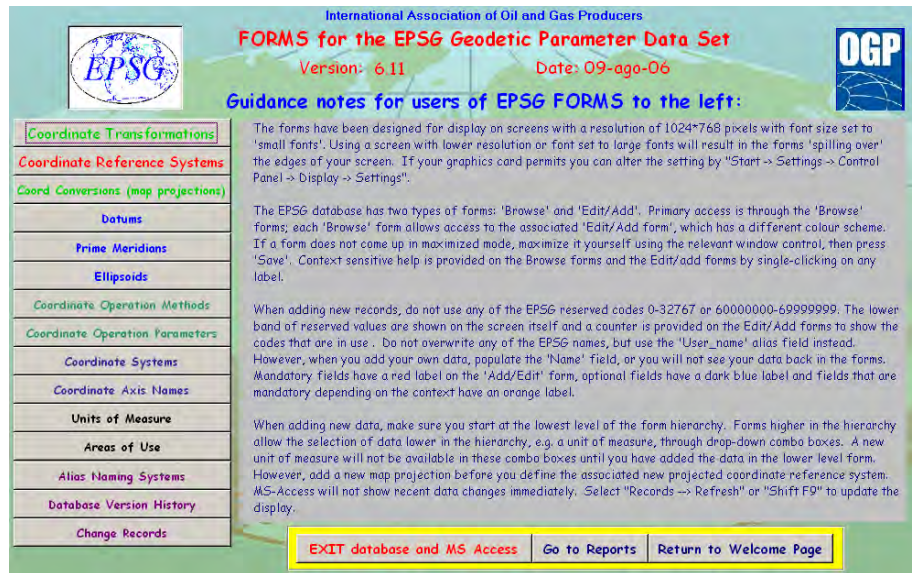 International Association of Oil and Gas Producers
FORMS for the EPSG Geodetic Parameter Data Set
Version: 6.11 Date: 09-ago-06
EPSG
OGP
Guidance notes for users of EPSG FORMS to the left:
Coordinate Transformations
Coordinate Reference Systems
Coord Conversions (map projections)
Datums
Prime Meridians
Ellipsoids
Coordinate Operation Methods
Coordinate Operation Parameters
Coordinate Systems
Coordinate Axis Names
Units of Measure
Areas of Use
Alias Naming Systems
Database Version History
Change Records
The forms have been designed for display on screens with a resolution of 1024*768 pixels with font size set to
'small fonts'. Using a screen with lower resolution or font set to large fonts will result in the forms 'spilling over'
the edges of your screen. If your graphics card permits you can alter the setting by "Start -> Settings -> Control
Panel -> Display -> Settings".
The EPSG database has two types of forms: 'Browse' and 'Edit/Add'. Primary access is through the 'Browse'
forms; each 'Browse' form allows access to the associated 'Edit/Add form', which has a different colour scheme.
If a form does not come up in maximized mode, maximize it yourself using the relevant window control, then press
'Save'. Context sensitive help is provided on the Browse forms and the Edit/add forms by single-clicking on any
label.
When adding new records, do not use any of the EPSG reserved codes 0-32767 or 60000000-69999999. The lower
band of reserved values are shown on the screen itself and a counter is provided on the Edit/Add forms to show the
codes that are in use . Do not overwrite any of the EPSG names, but use the 'User_name' alias field instead.
However, when you add your own data, populate the 'Name' field, or you will not see your data back in the forms.
Mandatory fields have a red label on the 'Add/Edit' form, optional fields have a dark blue label and fields that are
mandatory depending on the context have an orange label.
When adding new data, make sure you start at the lowest level of the form hierarchy. Forms higher in the hierarchy
allow the selection of data lower in the hierarchy, e.g. a unit of measure, through drop-down combo boxes. A new
unit of measure will not be available in these combo boxes until you have added the data in the lower level form.
However, add a new map projection before you define the associated new projected coordinate reference system.
MS-Access will not show recent data changes immediately. Select "Records --> Refresh" or "Shift F9" to update the
display.
EXIT database and MS Access
Go to Reports
Return to Welcome Page